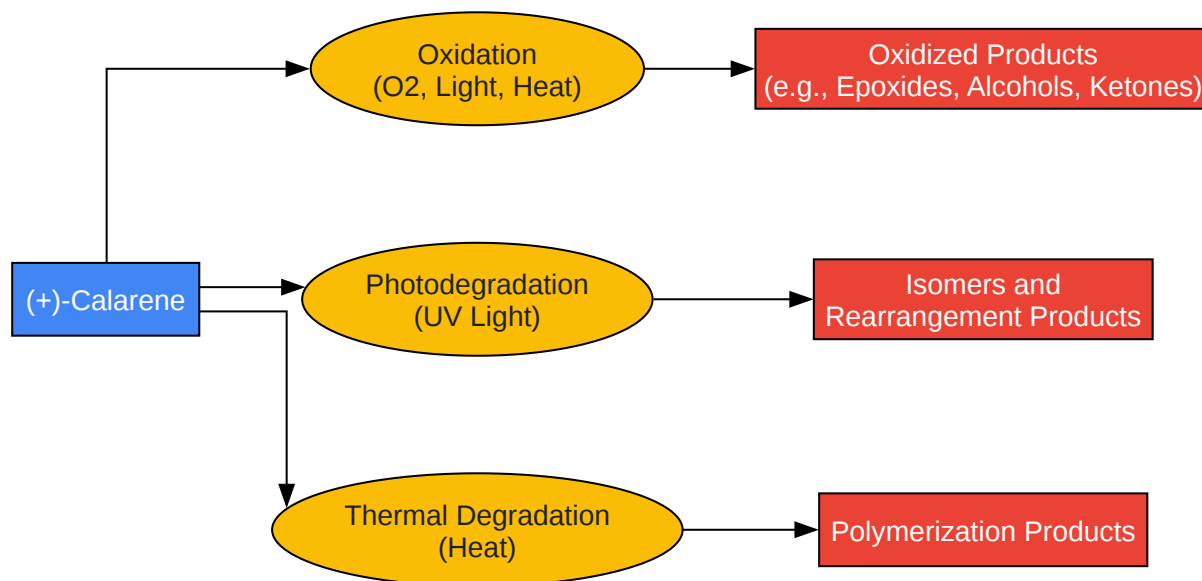 Oxidation
(O2, Light, Heat)
Oxidized Products
(e.g., Epoxides, Alcohols, Ketones)
(+)-Calarene
Photodegradation
(UV Light)
Isomers and
Rearrangement Products
Thermal Degradation
(Heat)
Polymerization Products